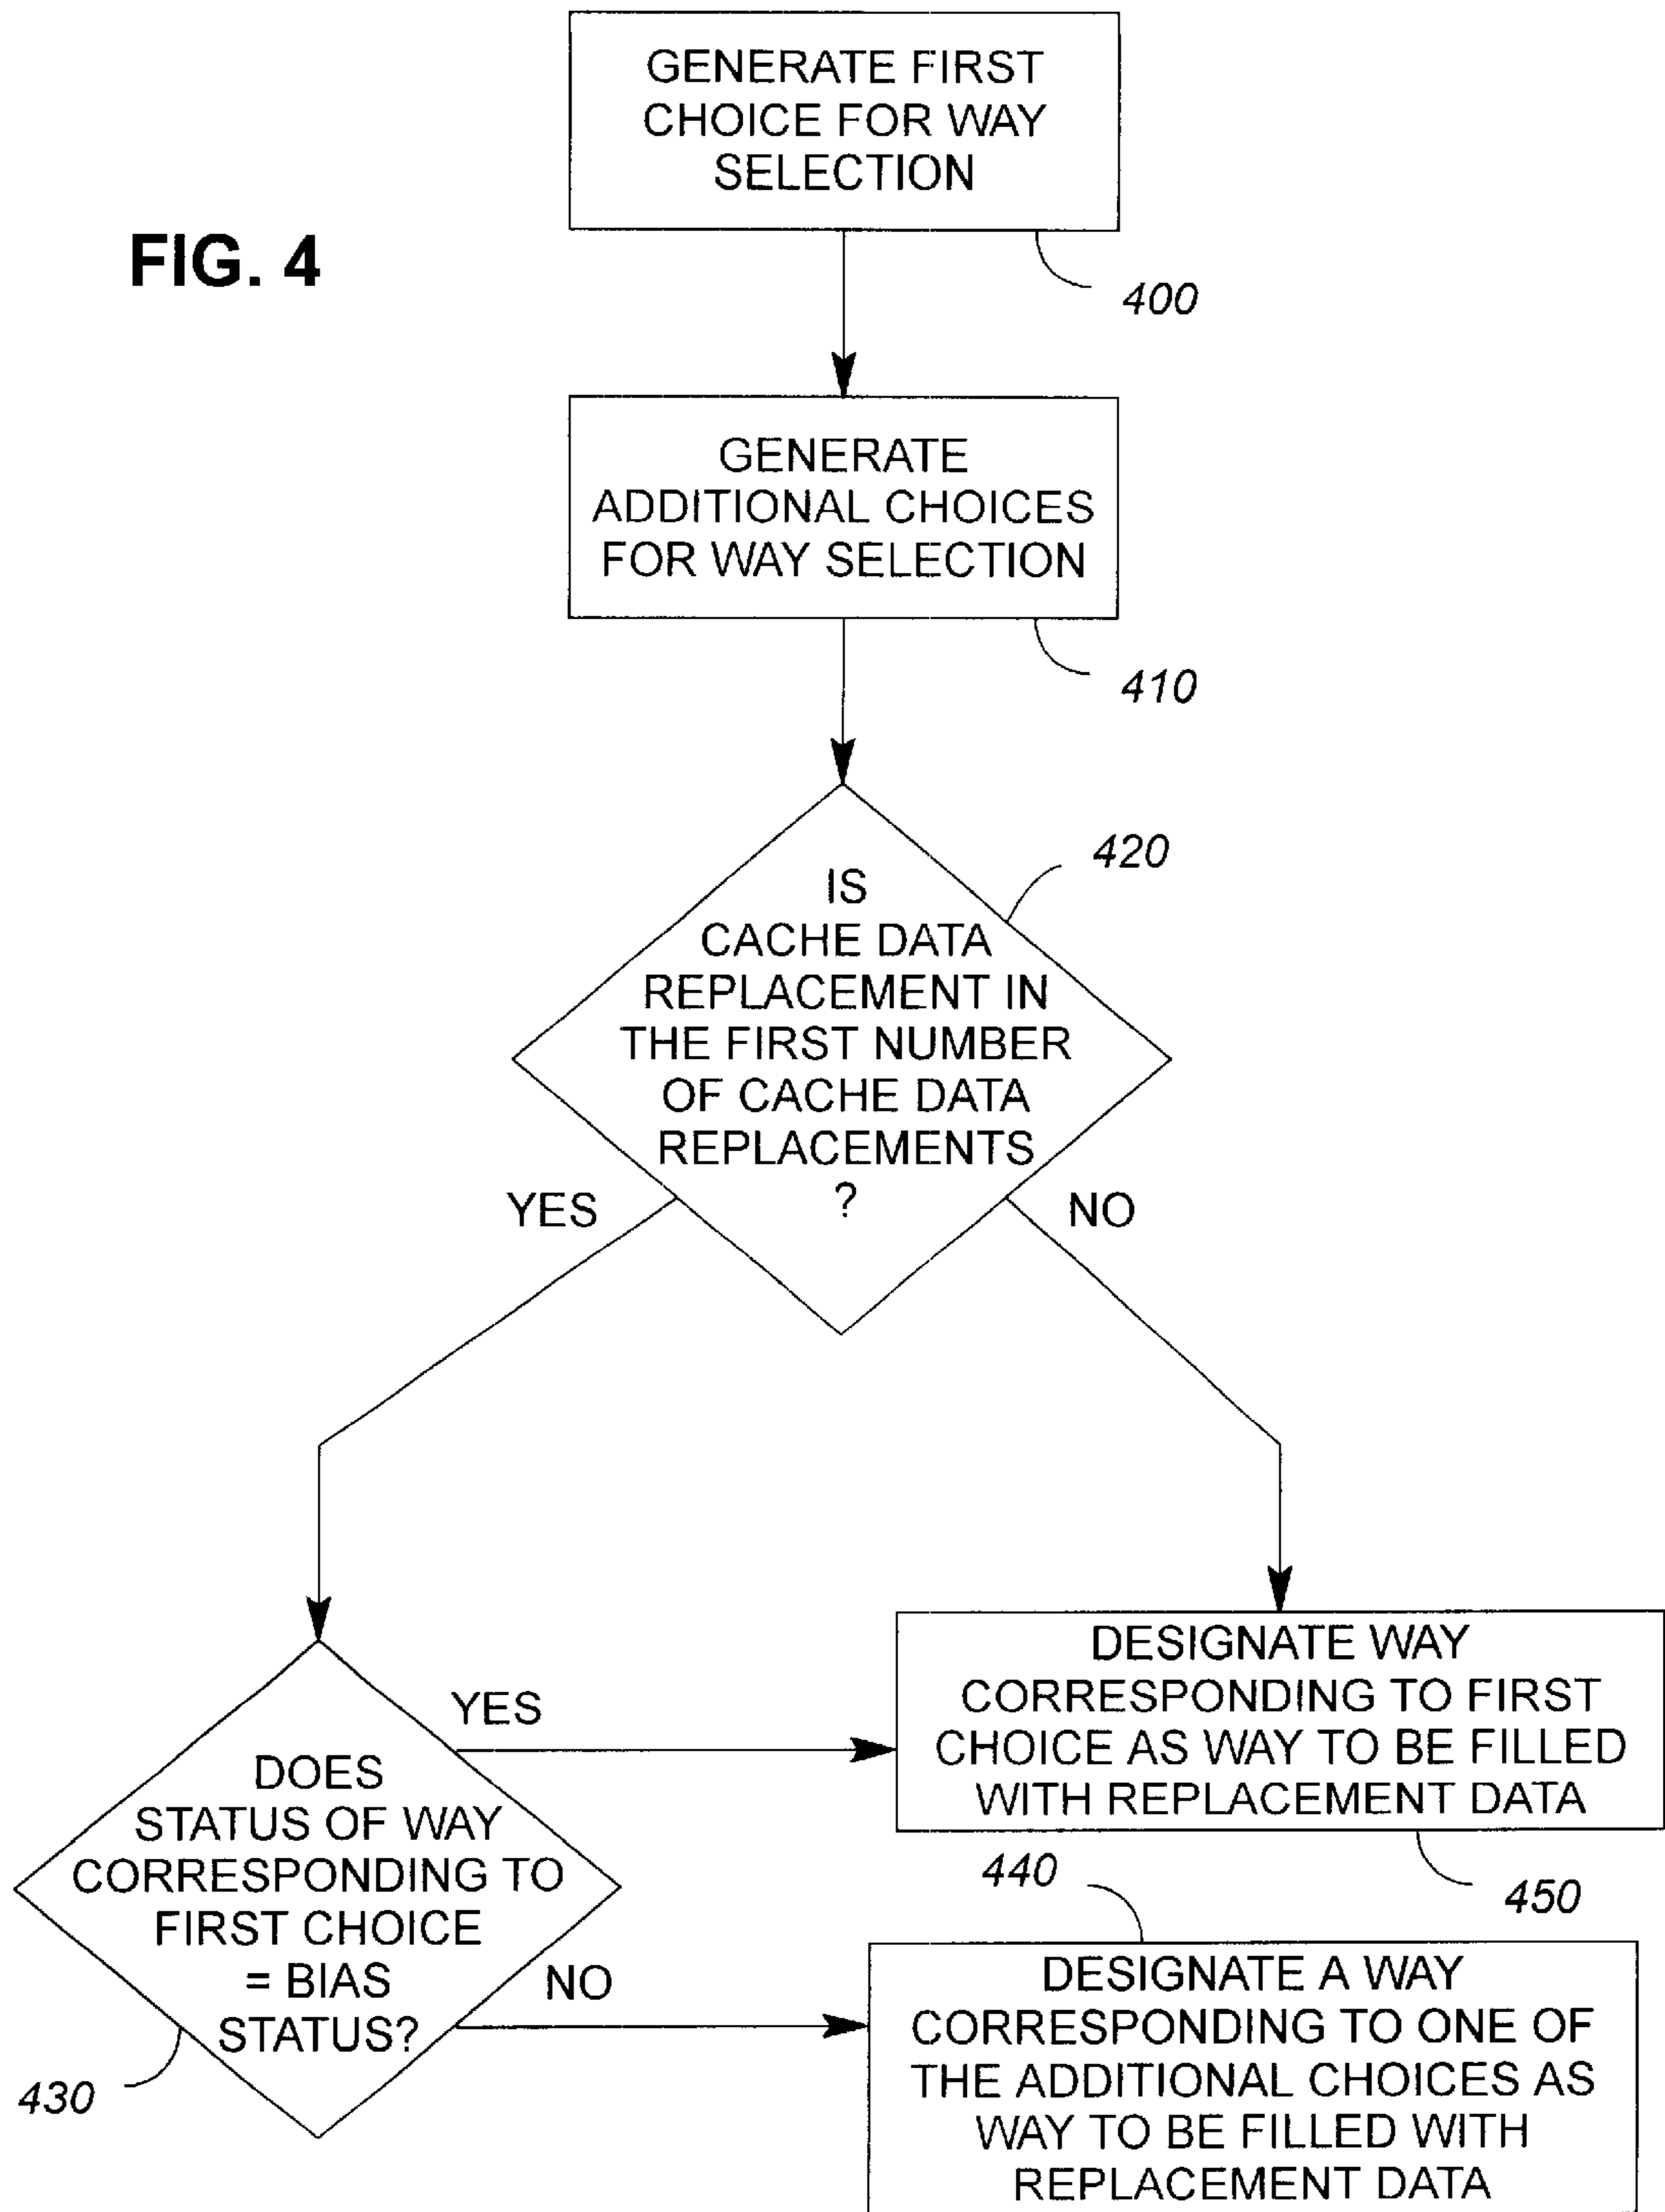 GENERATE FIRST
CHOICE FOR WAY
SELECTION
FIG. 4
400
GENERATE
ADDITIONAL CHOICES
FOR WAY SELECTION
410
420
IS
CACHE DATA
REPLACEMENT IN
THE FIRST NUMBER
OF CACHE DATA
REPLACEMENTS
?
YES
NO
DESIGNATE WAY
CORRESPONDING TO FIRST
CHOICE AS WAY TO BE FILLED
WITH REPLACEMENT DATA
450
YES
DOES
STATUS OF WAY
CORRESPONDING TO
FIRST CHOICE
= BIAS
STATUS?
NO
430
440
DESIGNATE A WAY
CORRESPONDING TO ONE OF
THE ADDITIONAL CHOICES AS
WAY TO BE FILLED WITH
REPLACEMENT DATA